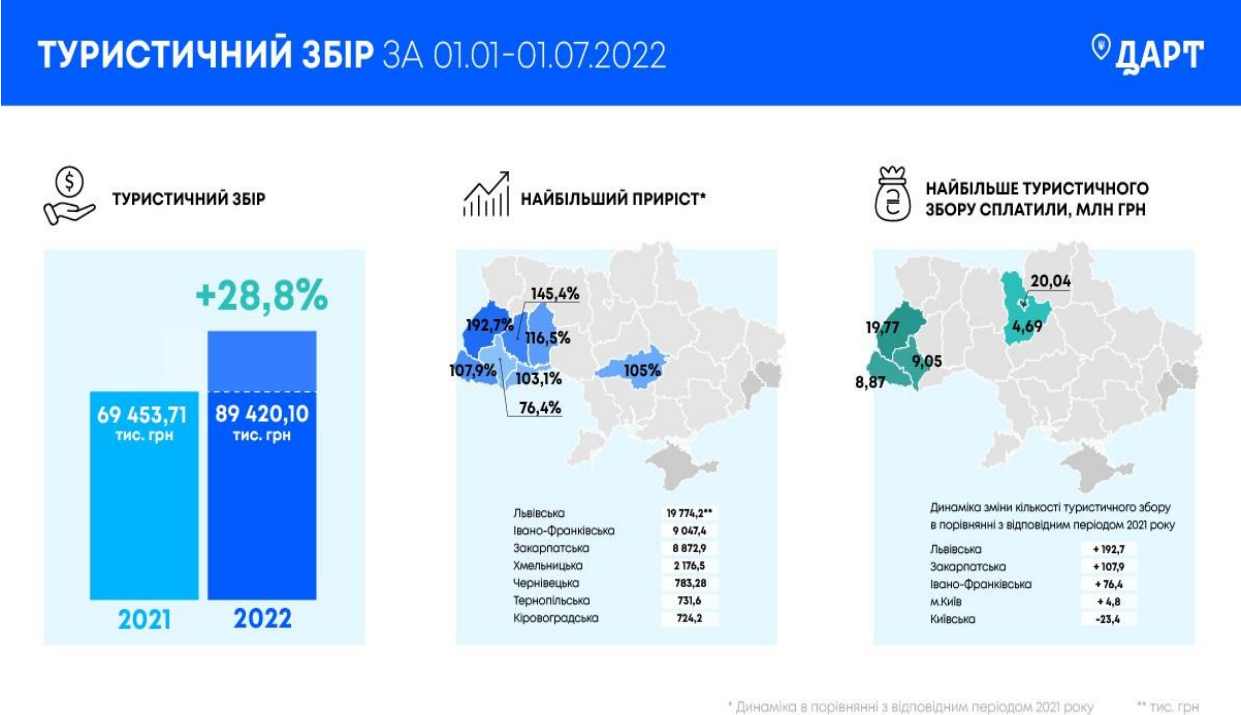 ТУРИСТИЧНИЙ ЗБІР ЗА 01.01-01.07.2022
ДАРТ
ТУРИСТИЧНИЙ ЗБІР
+28,8%
69 453,71
тис. грн
89 420,10
тис. грн
2021
2022
НАЙБІЛЬШИЙ ПРИРІСТ*
145,4%
192,7%
116,5%
107,9%
103,1%
105%
76,4%
Львівська 19 774,2**
Івано-Франківська 9 047,4
Закарпатська 8 872,9
Хмельницька 2 176,5
Чернівецька 783,28
Тернопільська 731,6
Кіровоградська 724,2
НАЙБІЛЬШЕ ТУРИСТИЧНОГО
ЗБОРУ СПЛАТИЛИ, МЛН ГРН
20,04
19,77
4,69
9,05
8,87
Динаміка зміни кількості туристичного збору
в порівнянні з відповідним періодом 2021 року
Львівська + 192,7
Закарпатська + 107,9
Івано-Франківська + 76,4
м.Київ + 4,8
Київська -23,4
* Динаміка в порівнянні з відповідним періодом 2021 року ** тис. грн